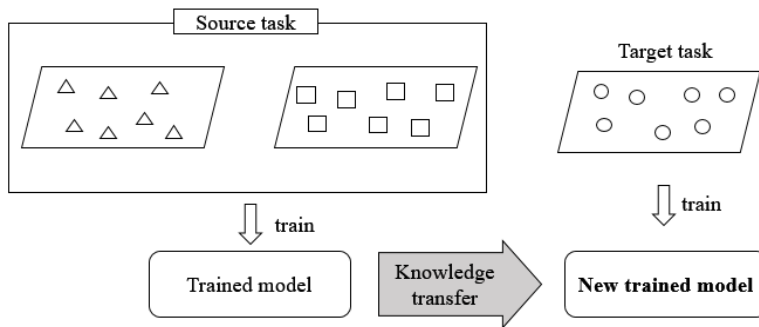 Source task
Target task
train
train
Trained model
Knowledge
transfer
New trained model